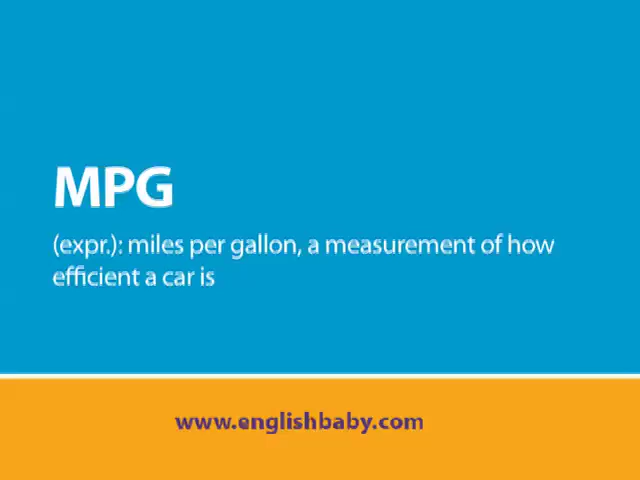 MPG
(expr.): miles per gallon, a measurement of how
efficient a car is
www.englishbaby.com